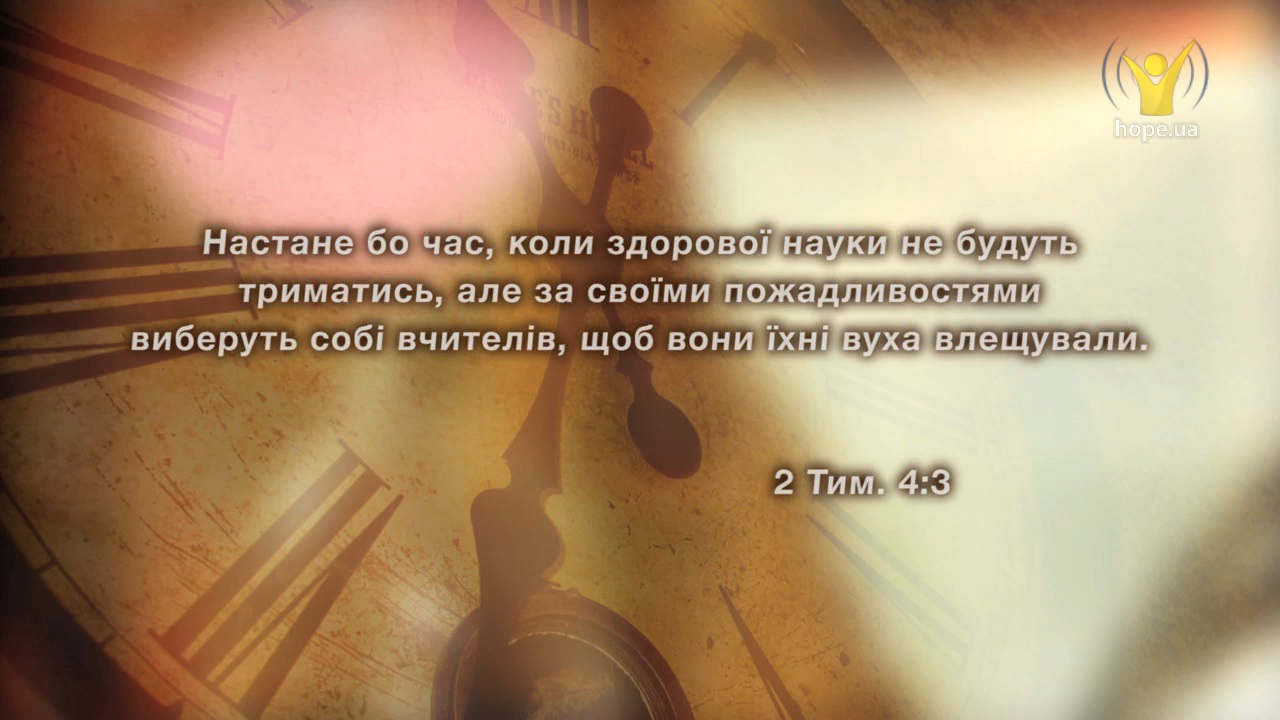 hope.ua
Настане бо час, коли здорової науки не будуть
триматись, але за своїми пожадливостями
виберуть собі вчителів, щоб вони їхні вуха влещували.
2 Тим. 4:3